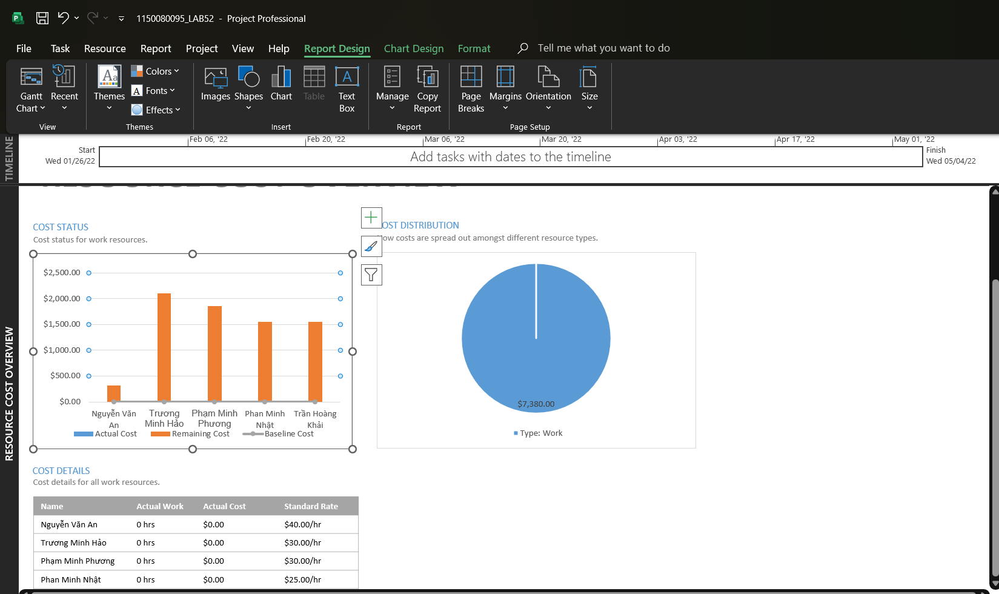 1150080095_LAB52 - Project Professional
File Task Resource Report Project View Help Report Design Chart Design Format Tell me what you want to do
Gantt Chart
Recent
View
Themes
Colors
Fonts
Effects
Themes
Images
Shapes
Chart
Table
Text Box
Insert
Manage
Copy Report
Report
Page Breaks
Margins
Orientation
Size
Page Setup
TIMELINE
Feb 06, '22 Feb 20, '22 Mar 06, '22 Mar 20, '22 Apr 03, '22 Apr 17, '22 May 01, '22
Start
Wed 01/26/22
Add tasks with dates to the timeline
Finish
Wed 05/04/22
RESOURCE COST OVERVIEW
COST STATUS
Cost status for work resources.
$2,500.00
$2,000.00
$1,500.00
$1,000.00
$500.00
$0.00
Nguyễn Văn An
Trương Minh Hảo
Phạm Minh Phương
Phan Minh Nhật
Trần Hoàng Khải
Actual Cost Remaining Cost Baseline Cost
OST DISTRIBUTION
ow costs are spread out amongst different resource types.
$7,380.00
Type: Work
COST DETAILS
Cost details for all work resources.
Name Actual Work Actual Cost Standard Rate
Nguyễn Văn An 0 hrs $0.00 $40.00/hr
Trương Minh Hảo 0 hrs $0.00 $30.00/hr
Phạm Minh Phương 0 hrs $0.00 $30.00/hr
Phan Minh Nhật 0 hrs $0.00 $25.00/hr